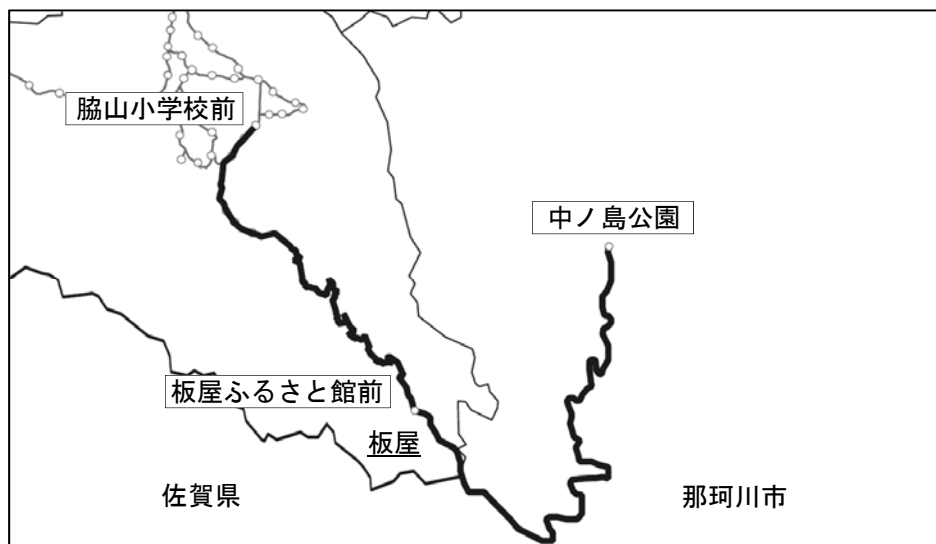 脇山小学校前
中ノ島公園
板屋ふるさと館前
板屋
佐賀県
那珂川市